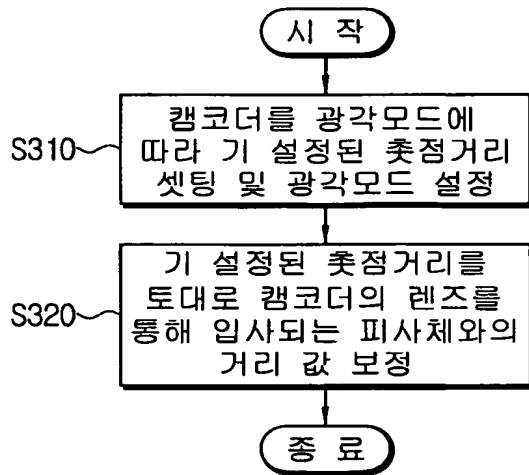 시 작
S310
캠코더를 광각모드에
따라 기 설정된 촛점거리
셋팅 및 광각모드 설정
S320
기 설정된 촛점거리를
토대로 캠코더의 렌즈를
통해 입사되는 피사체와의
거리 값 보정
종 료